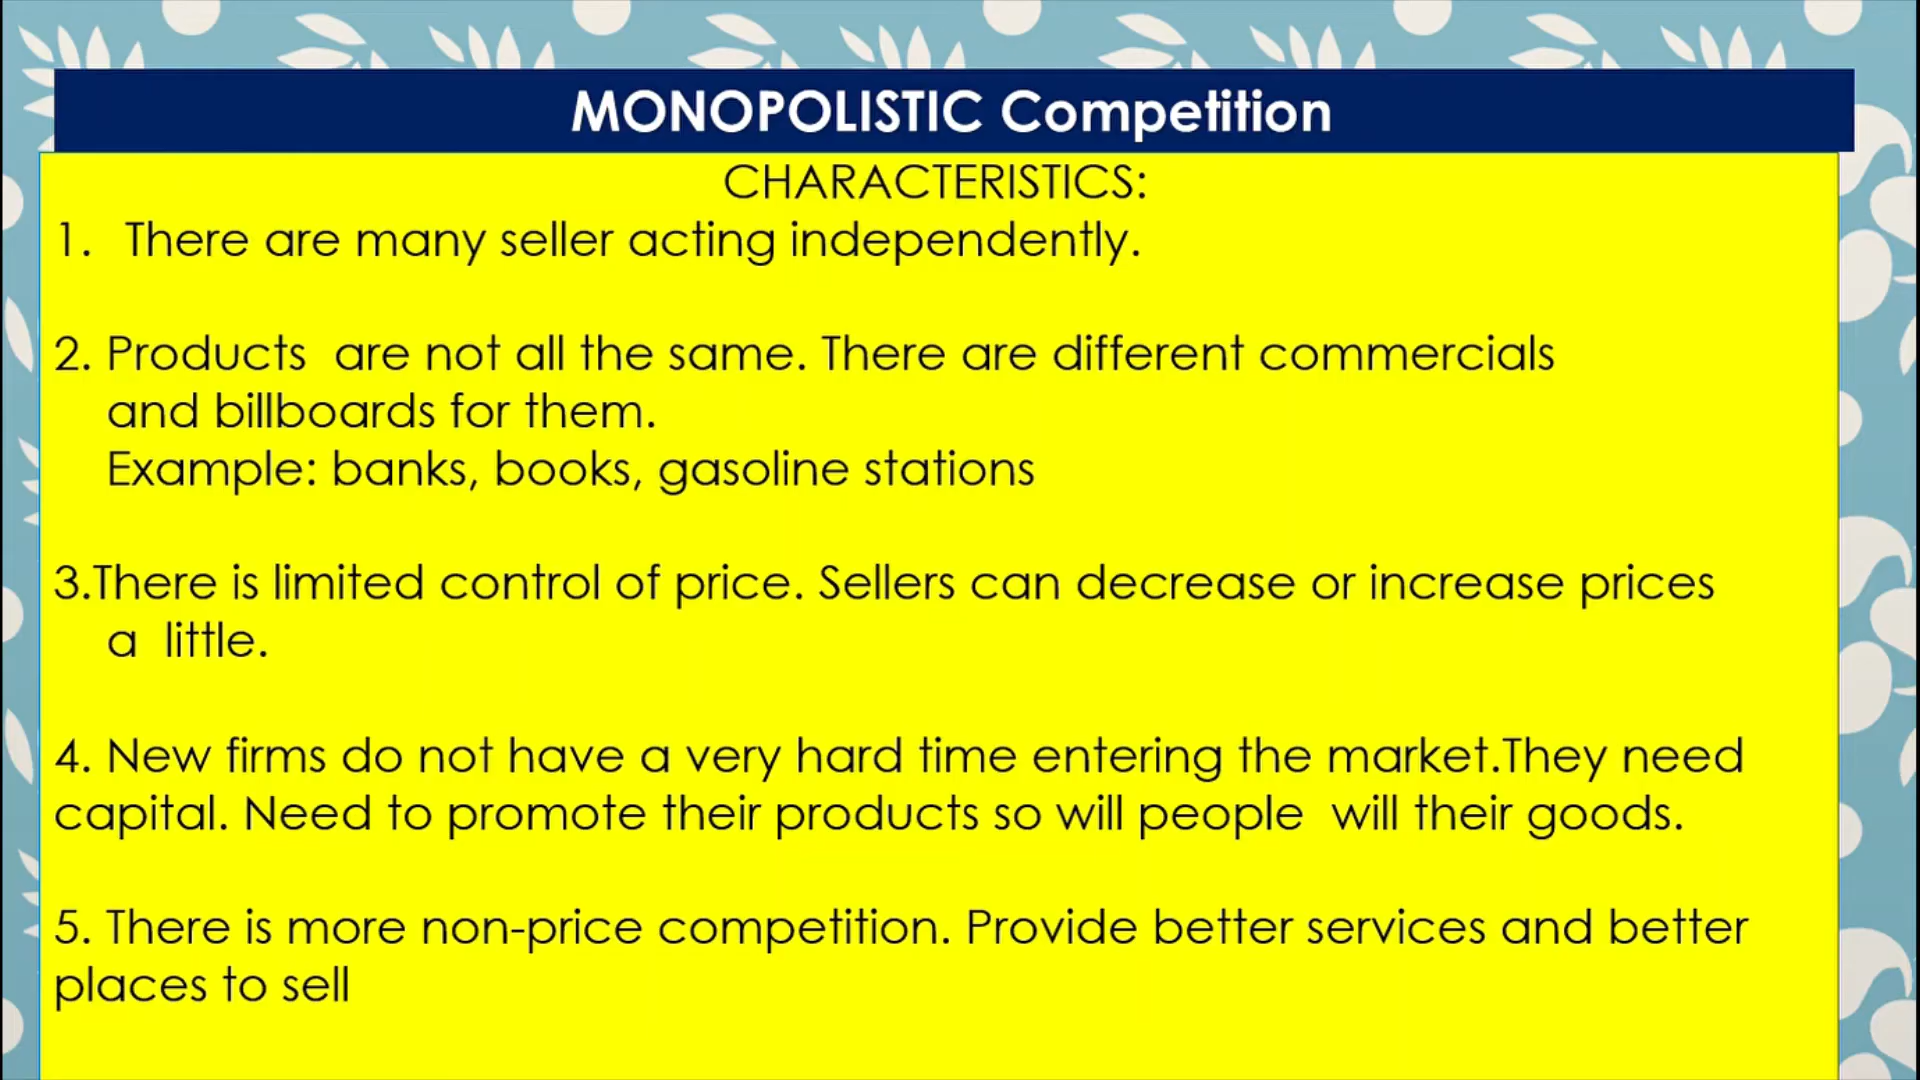 MONOPOLISTIC Competition
CHARACTERISTICS:
1. There are many seller acting independently.
2. Products are not all the same. There are different commercials
and billboards for them.
Example: banks, books, gasoline stations
3.There is limited control of price. Sellers can decrease or increase prices
a little.
4. New firms do not have a very hard time entering the market.They need
capital. Need to promote their products so will people will their goods.
5. There is more non-price competition. Provide better services and better
places to sell